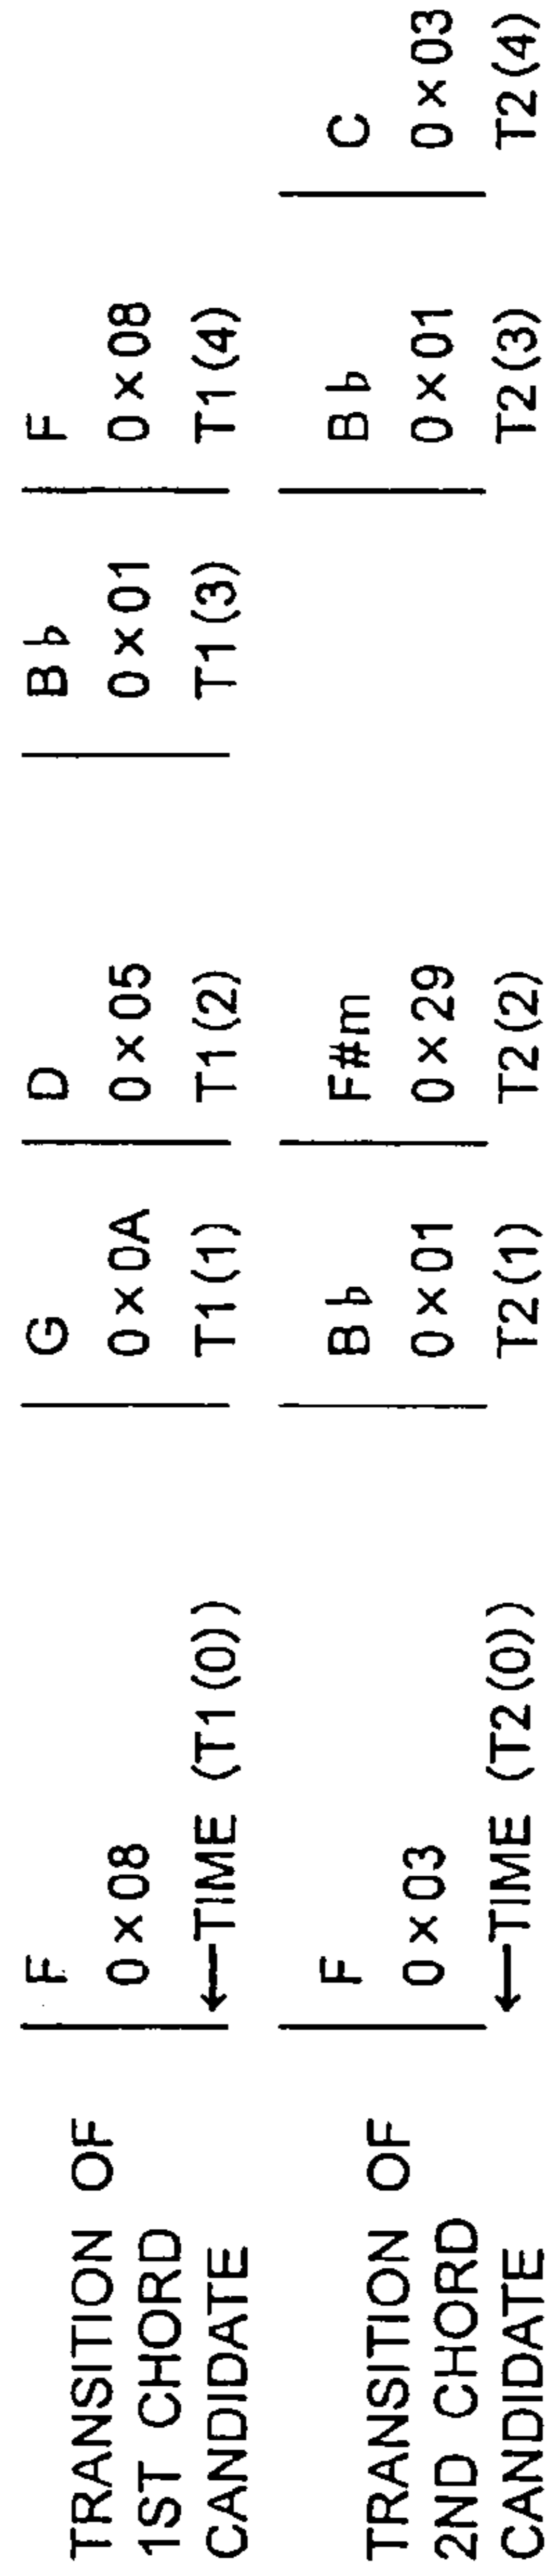 TRANSITION OF
1ST CHORD
CANDIDATE
F
0×08
←TIME (T1(0))
G
0×0A
T1(1)
D
0×05
T1(2)
B♭
0×01
T1(3)
F
0×08
T1(4)
TRANSITION OF
2ND CHORD
CANDIDATE
F
0×03
←TIME (T2(0))
B♭
0×01
T2(1)
F#m
0×29
T2(2)
B♭
0×01
T2(3)
C
0×03
T2(4)